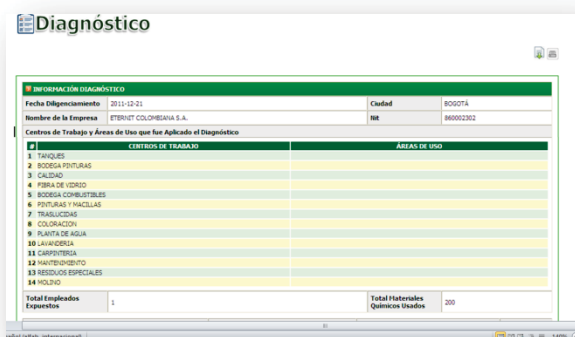 Diagnóstico
INFORMACIÓN DIAGNÓSTICO
Fecha Diligenciamiento 2011-12-21 Ciudad BOGOTÁ
Nombre de la Empresa ETERNIT COLOMBIANA S.A. Nit 860002302
Centros de Trabajo y Áreas de Uso que fue Aplicado el Diagnóstico
# CENTROS DE TRABAJO ÁREAS DE USO
1 TANQUES
2 BODEGA PINTURAS
3 CALIDAD
4 FIBRA DE VIDRIO
5 BODEGA COMBUSTIBLES
6 PINTURAS Y MACILLAS
7 TRASLUCIDAS
8 COLORACION
9 PLANTA DE AGUA
10 LAVANDERIA
11 CARPINTERIA
12 MANTENIMIENTO
13 RESIDUOS ESPECIALES
14 MOLINO
Total Empleados Expuestos 1 Total Materiales Químicos Usados 200
140%